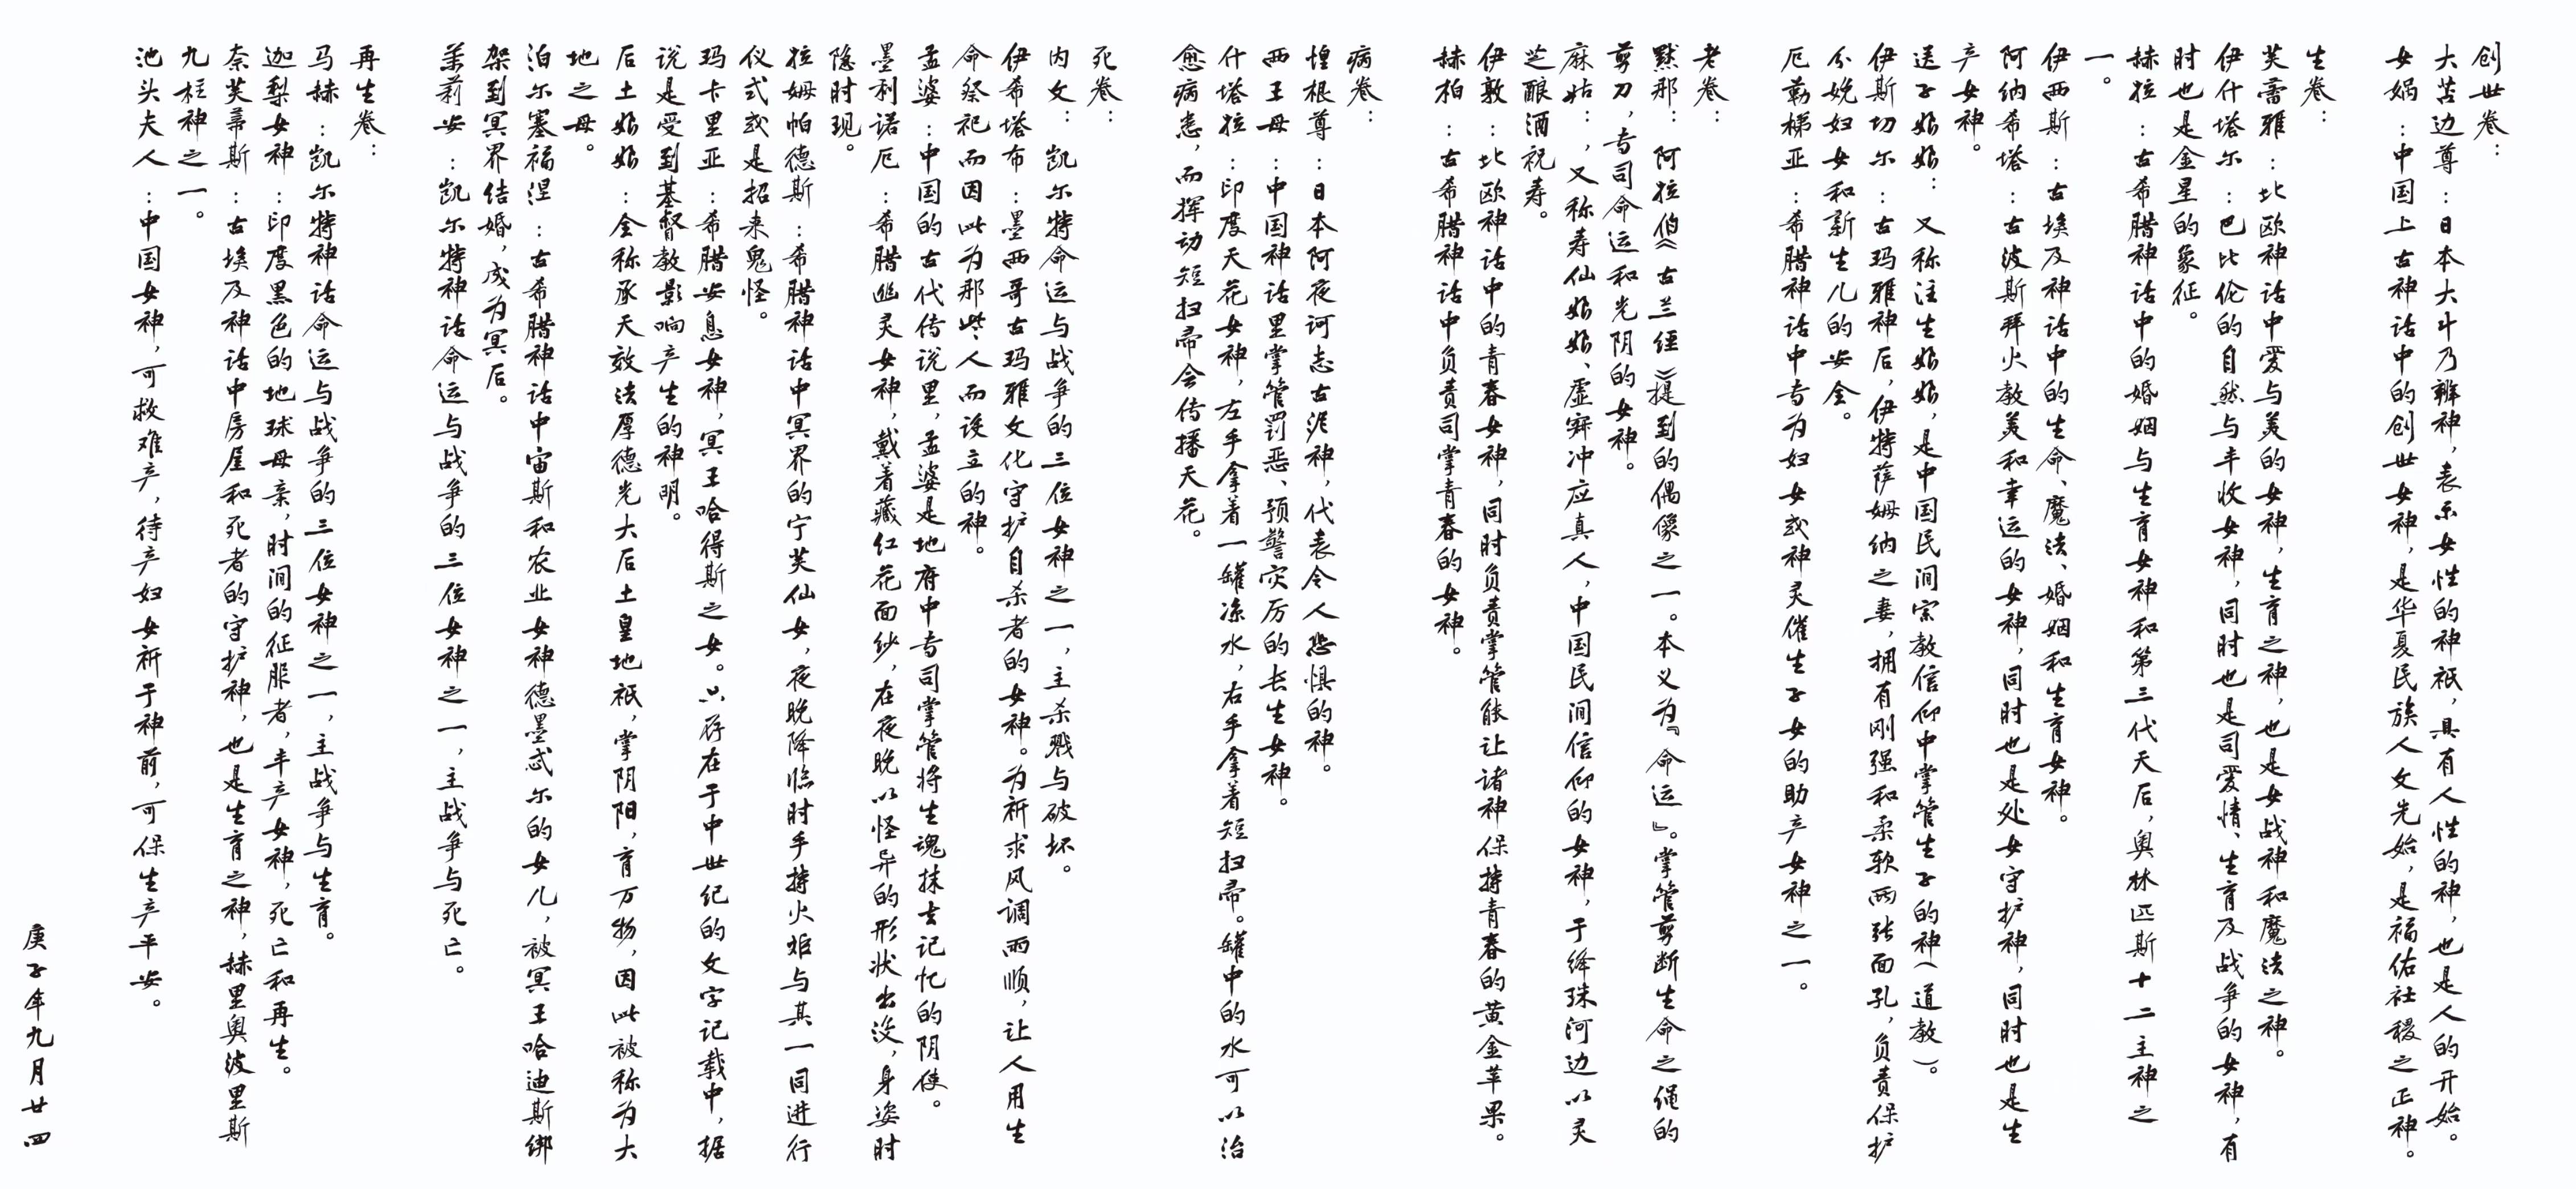 创世卷：
大苫边尊：日本大斗乃辦神，表示女性的神祇，具有人性的神，也是人的开始。
女娲：中国上古神话中的创世女神，是华夏民族人文先始，是福佑社稷之正神。
生卷：
芙蕾雅：北欧神话中爱与美的女神，生育之神，也是女战神和魔法之神。
伊什塔尔：巴比伦的自然与丰收女神，同时也是司爱情、生育及战争的女神，有
时也是金星的象征。
赫拉：古希腊神话中的婚姻与生育女神和第三代天后，奥林匹斯十二主神之
一。
伊西斯：古埃及神话中的生命、魔法、婚姻和生育女神。
阿纳希塔：古波斯拜火教美和幸运的女神，同时也是处女守护神，同时也是生
产女神。
送子娘娘：又称注生娘娘，是中国民间宗教信仰中掌管生子的神（道教）。
伊斯切尔：古玛雅神后，伊特萨姆纳之妻，拥有刚强和柔软两张面孔，负责保护
分娩妇女和新生儿的安全。
厄勒梯亚：希腊神话中专为妇女或神灵催生子女的助产女神之一。
老卷：
默那：阿拉伯《古兰经》提到的偶像之一。本义为『命运』。掌管剪断生命之绳的
剪刀，专司命运和光阴的女神。
麻姑：，又称寿仙娘娘、虚寂冲应真人，中国民间信仰的女神，于绛珠河边以灵
芝酿酒祝寿。
伊敦：北欧神话中的青春女神，同时负责掌管能让诸神保持青春的黄金苹果。
赫柏：古希腊神话中负责司掌青春的女神。
病卷：
惶根尊：日本阿夜诃志古泥神，代表令人恐惧的神。
西王母：中国神话里掌管罚恶、预警灾厉的长生女神。
什塔拉：印度天花女神，左手拿着一罐凉水，右手拿着短扫帚。罐中的水可以治
愈病患，而挥动短扫帚会传播天花。
死卷：
内文：凯尔特命运与战争的三位女神之一，主杀戮与破坏。
伊希塔布：墨西哥古玛雅文化守护自杀者的女神。为祈求风调雨顺，让人用生
命祭祀而因此为那些人而设立的神。
孟婆：中国的古代传说里，孟婆是地府中专司掌管将生魂抹去记忆的阴使。
墨利诺厄：希腊幽灵女神，戴着藏红花面纱，在夜晚以怪异的形状出没，身姿时
隐时现。
拉姆帕德斯：希腊神话中冥界的宁芙仙女，夜晚降临时手持火炬与其一同进行
仪式或是招来鬼怪。
玛卡里亚：希腊安息女神，冥王哈得斯之女。只存在于中世纪的文字记载中，据
说是受到基督教影响产生的神明。
后土娘娘：全称承天效法厚德光大后土皇地祇，掌阴阳，育万物，因此被称为大
地之母。
泊尔塞福涅：古希腊神话中宙斯和农业女神德墨忒尔的女儿，被冥王哈迪斯绑
架到冥界结婚，成为冥后。
茉莉安：凯尔特神话命运与战争的三位女神之一，主战争与死亡。
再生卷：
马赫：凯尔特神话命运与战争的三位女神之一，主战争与生育。
迦梨女神：印度黑色的地球母亲，时间的征服者，丰产女神，死亡和再生。
奈芙蒂斯：古埃及神话中房屋和死者的守护神，也是生育之神，赫里奥波里斯
九柱神之一。
池头夫人：中国女神，可救难产，待产妇女祈于神前，可保生产平安。
庚子年九月廿四